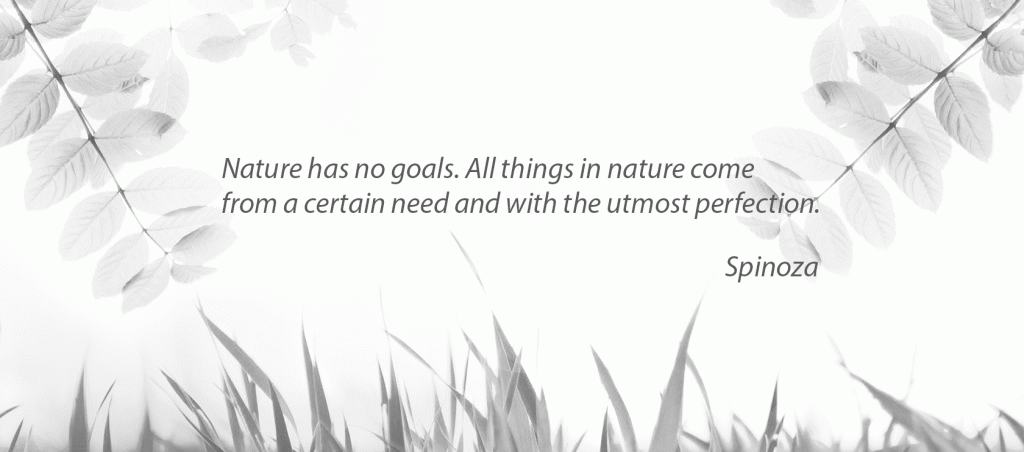 Nature has no goals. All things in nature come
from a certain need and with the utmost perfection.
Spinoza